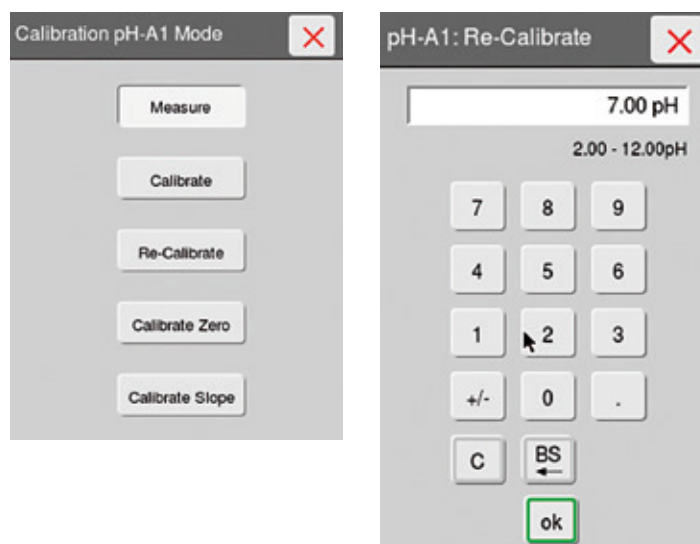 Calibration pH-A1 Mode
Measure
Calibrate
Re-Calibrate
Calibrate Zero
Calibrate Slope
pH-A1: Re-Calibrate
7.00 pH
2.00 - 12.00pH
7 8 9
4 5 6
1 2 3
+/- 0 .
C BS
ok